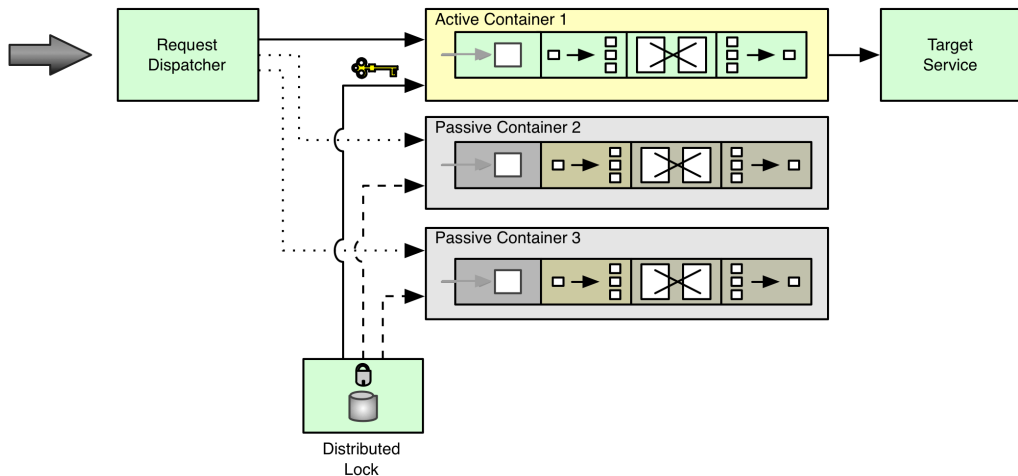 Active Container 1
Request
Dispatcher
Target
Service
Passive Container 2
Passive Container 3
Distributed
Lock